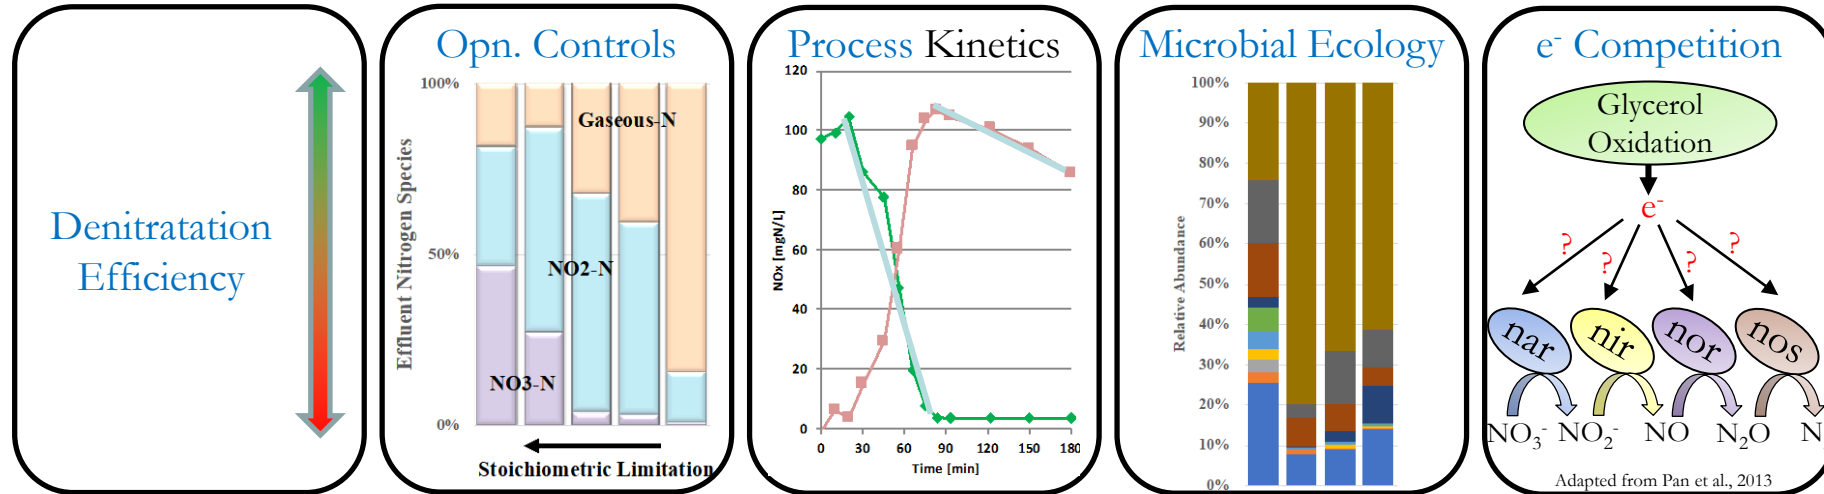 Denitratation
Efficiency
Opn. Controls
Effluent Nitrogen Species
100%
50%
0%
Gaseous-N
NO2-N
NO3-N
Stoichiometric Limitation
Process Kinetics
NOx [mgN/L]
120
100
80
60
40
20
0
0 30 60 90 120 150 180
Time [min]
Microbial Ecology
Relative Abundance
100%
90%
80%
70%
60%
50%
40%
30%
20%
10%
0%
e⁻ Competition
Glycerol
Oxidation
e⁻
? ? ? ?
nar nir nor nos
NO₃⁻ NO₂⁻ NO N₂O N
Adapted from Pan et al., 2013